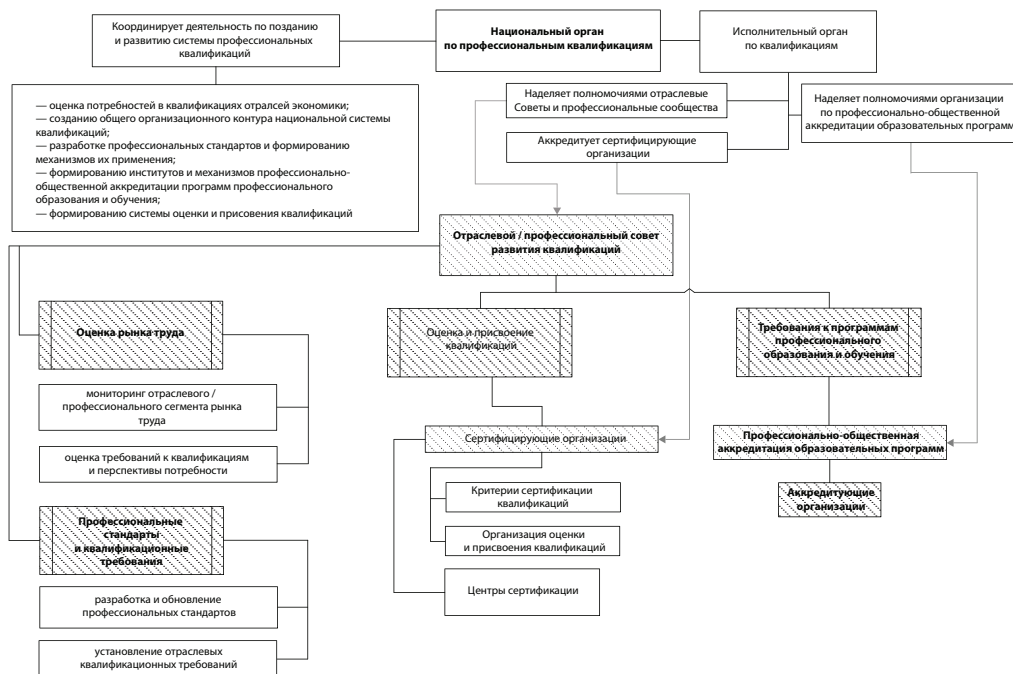 Координирует деятельность по позданию
и развитию системы профессиональных
квалификаций
Национальный орган
по профессиональным квалификациям
Исполнительный орган
по квалификациям
— оценка потребностей в квалификациях отралсей экономики;
— созданию общего организационного контура национальной системы
квалификаций;
— разработке профессиональных стандартов и формированию
механизмов их применения;
— формированию институтов и механизмов профессионально-
общественной аккредитации программ профессионального
образования и обучения;
— формированию системы оценки и присовения квалификаций
Наделяет полномочиями отраслевые
Советы и профессиональные сообщества
Аккредитует сертифицирующие
организации
Наделяет полномочиями организации
по профессионально-общественной
аккредитации образовательных программ
Отраслевой / профессиональный совет
развития квалификаций
Оценка рынка труда
мониторинг отраслевого /
профессионального сегмента рынка
труда
оценка требований к квалификациям
и перспективы потребности
Профессиональные
стандарты
и квалификационные
требования
разработка и обновление
профессиональных стандартов
установление отраслевых
квалификационных требований
Оценка и присвоение
квалификаций
Сертифицирующие организации
Критерии сертификации
квалификаций
Организация оценки
и присвоения квалификаций
Центры сертификации
Требования к программам
профессионального
образования и обучения
Профессионально-общественная
аккредитация образовательных программ
Аккредитующие
организации